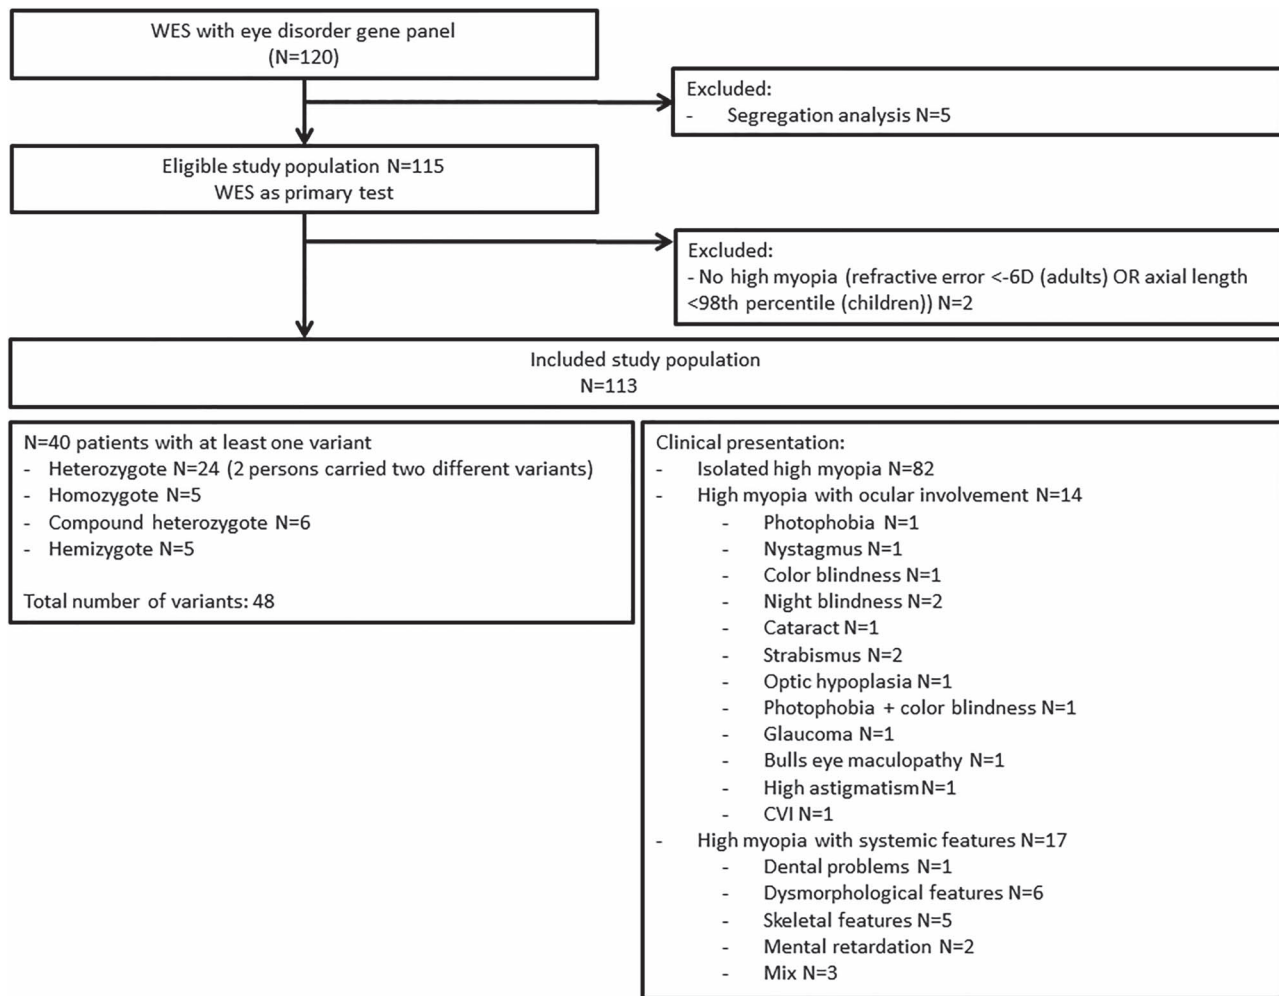 WES with eye disorder gene panel
(N=120)
Excluded:
- Segregation analysis N=5
Eligible study population N=115
WES as primary test
Excluded:
- No high myopia (refractive error <-6D (adults) OR axial length
<98th percentile (children)) N=2
Included study population
N=113
N=40 patients with at least one variant
- Heterozygote N=24 (2 persons carried two different variants)
- Homozygote N=5
- Compound heterozygote N=6
- Hemizygote N=5
Total number of variants: 48
Clinical presentation:
- Isolated high myopia N=82
- High myopia with ocular involvement N=14
- Photophobia N=1
- Nystagmus N=1
- Color blindness N=1
- Night blindness N=2
- Cataract N=1
- Strabismus N=2
- Optic hypoplasia N=1
- Photophobia + color blindness N=1
- Glaucoma N=1
- Bulls eye maculopathy N=1
- High astigmatism N=1
- CVI N=1
- High myopia with systemic features N=17
- Dental problems N=1
- Dysmorphological features N=6
- Skeletal features N=5
- Mental retardation N=2
- Mix N=3